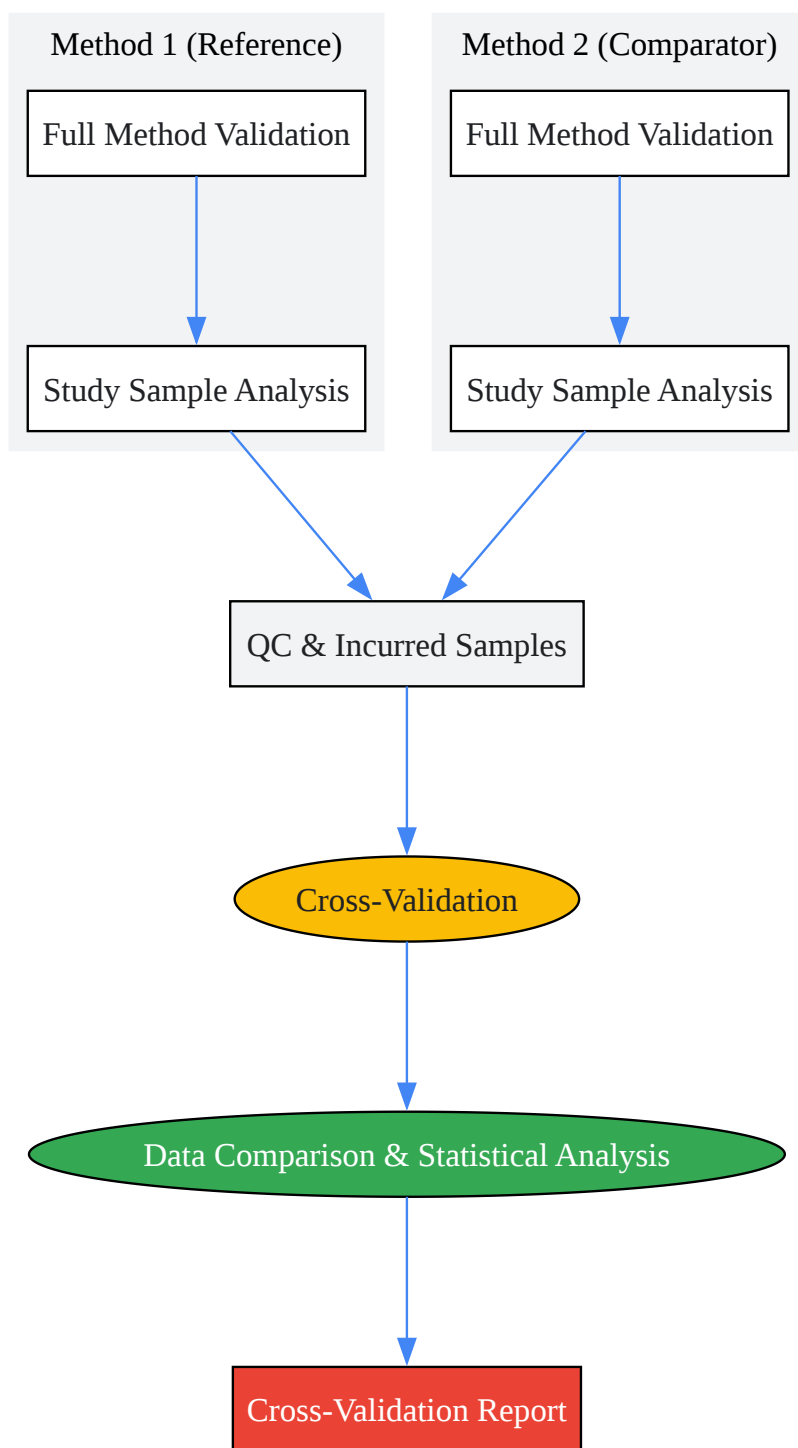 Method 1 (Reference)
Full Method Validation
Study Sample Analysis
Method 2 (Comparator)
Full Method Validation
Study Sample Analysis
QC & Incurred Samples
Cross-Validation
Data Comparison & Statistical Analysis
Cross-Validation Report